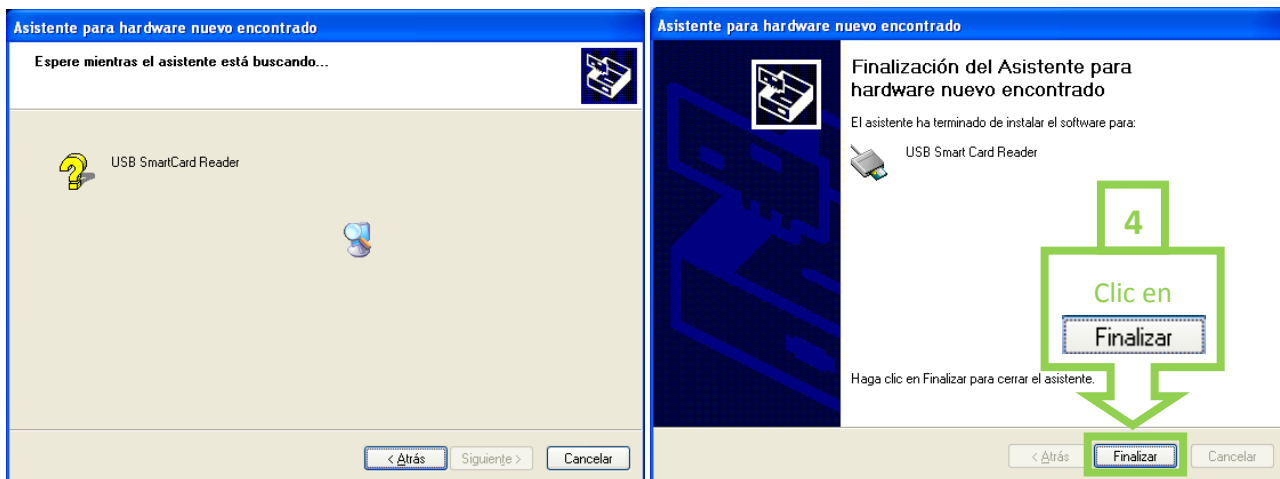 Asistente para hardware nuevo encontrado
Espere mientras el asistente está buscando...
USB SmartCard Reader
< Atrás
Siguiente >
Cancelar
Asistente para hardware nuevo encontrado
Finalización del Asistente para
hardware nuevo encontrado
El asistente ha terminado de instalar el software para:
USB Smart Card Reader
4
Clic en
Finalizar
Haga clic en Finalizar para cerrar el asistente.
< Atrás
Finalizar
Cancelar